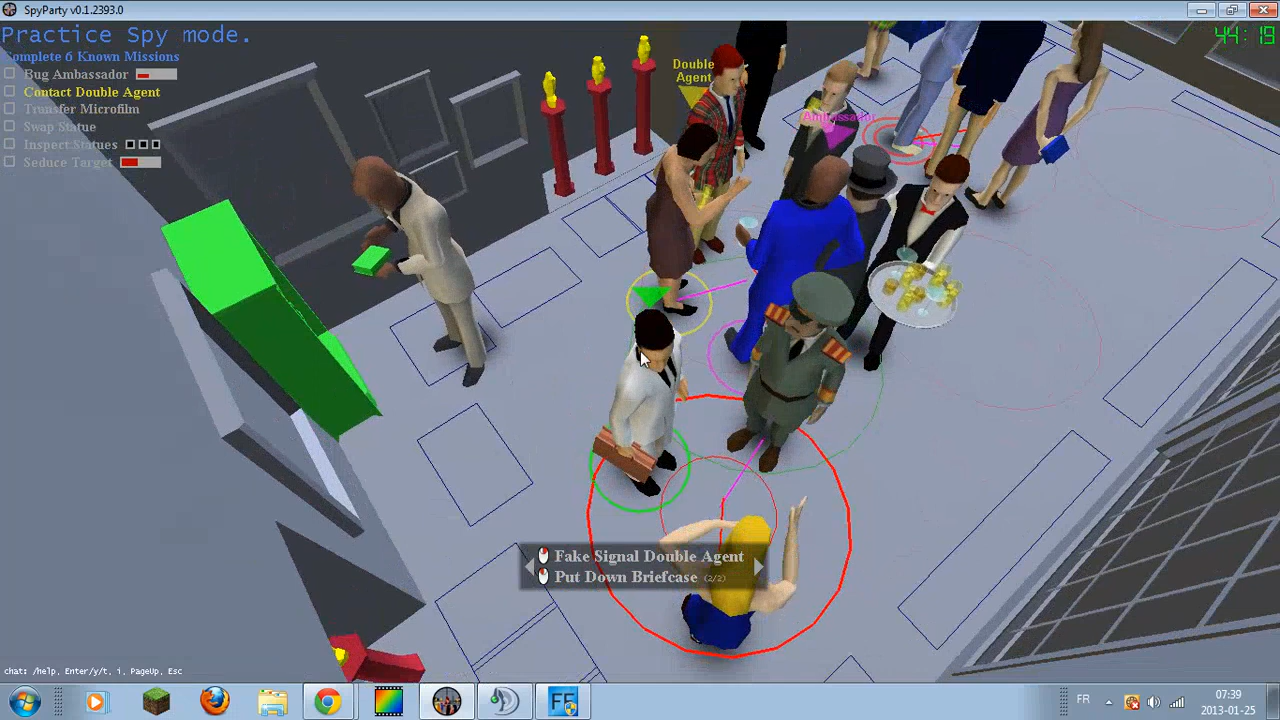 SpyParty v0.1.2393.0
Practice Spy mode.
44:19
Complete 6 Known Missions
Bug Ambassador
Contact Double Agent
Transfer Microfilm
Swap Statue
Inspect Statues
Seduce Target
Double
Agent
Ambassador
Fake Signal Double Agent
Put Down Briefcase (2/2)
chat: /help, Enter/y/t, i, PageUp, Esc
FF
FR
07:39
2013-01-25